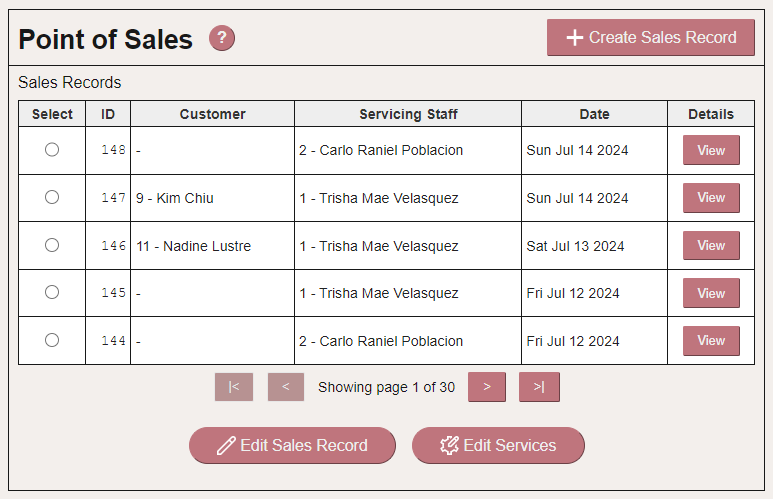 Point of Sales ? + Create Sales Record
Sales Records
Select ID Customer Servicing Staff Date Details
148 - 2 - Carlo Raniel Poblacion Sun Jul 14 2024 View
147 9 - Kim Chiu 1 - Trisha Mae Velasquez Sun Jul 14 2024 View
146 11 - Nadine Lustre 1 - Trisha Mae Velasquez Sat Jul 13 2024 View
145 - 1 - Trisha Mae Velasquez Fri Jul 12 2024 View
144 - 2 - Carlo Raniel Poblacion Fri Jul 12 2024 View
|< < Showing page 1 of 30 > >|
Edit Sales Record Edit Services